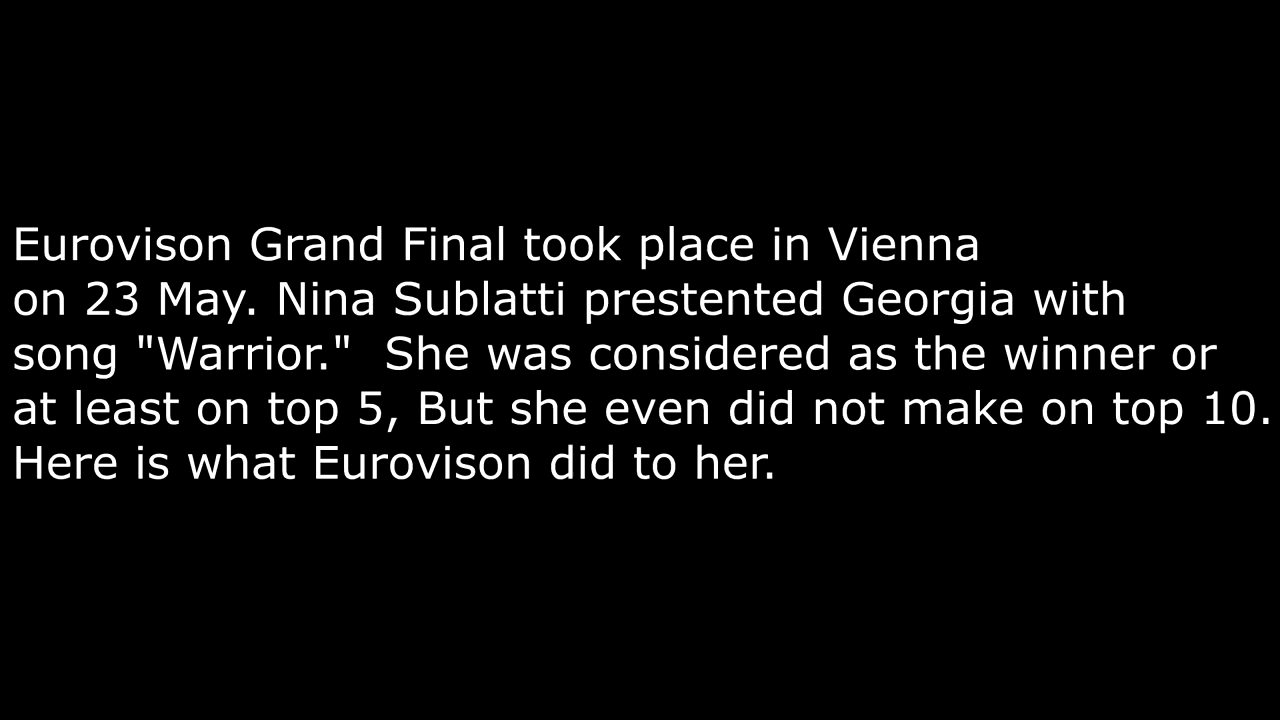 Eurovison Grand Final took place in Vienna
on 23 May. Nina Sublatti prestented Georgia with
song "Warrior."  She was considered as the winner or
at least on top 5, But she even did not make on top 10.
Here is what Eurovison did to her.